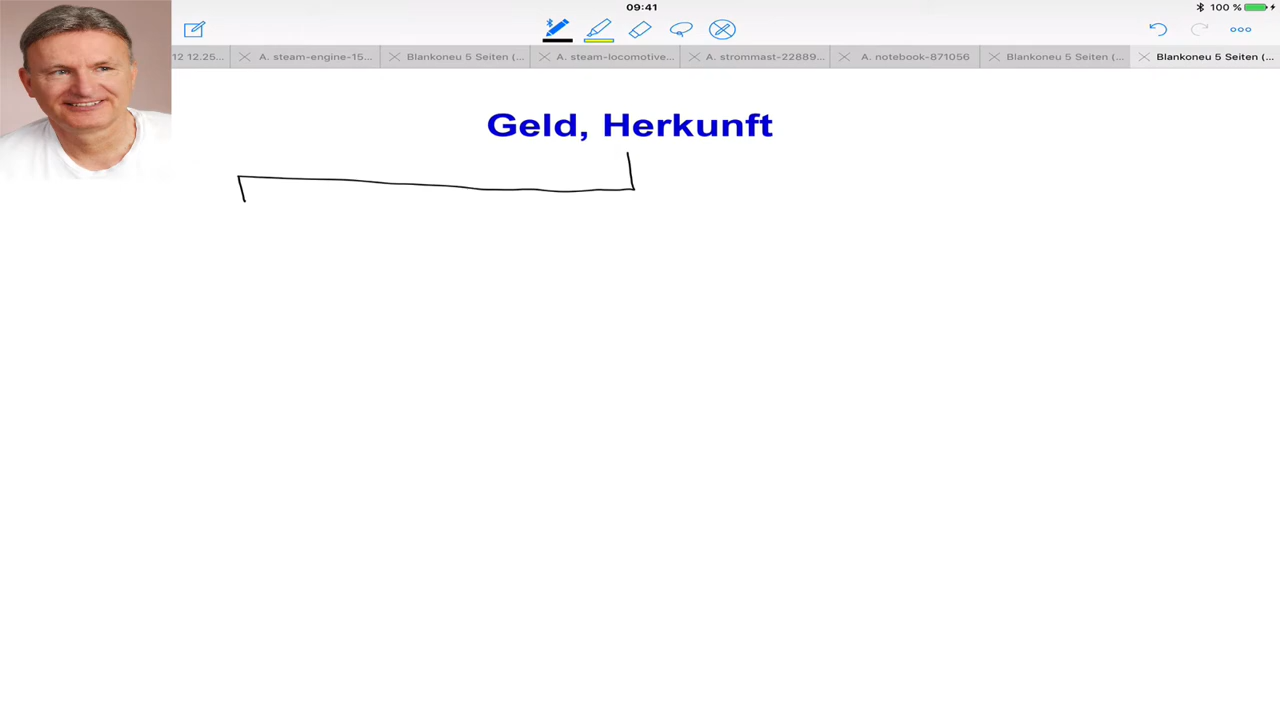 09:41
100 %
12 12.25...
A. steam-engine-15...
Blankoneu 5 Seiten (...
A. steam-locomotive...
A. strommast-22889...
A. notebook-871056
Blankoneu 5 Seiten (...
Blankoneu 5 Seiten (...
Geld, Herkunft